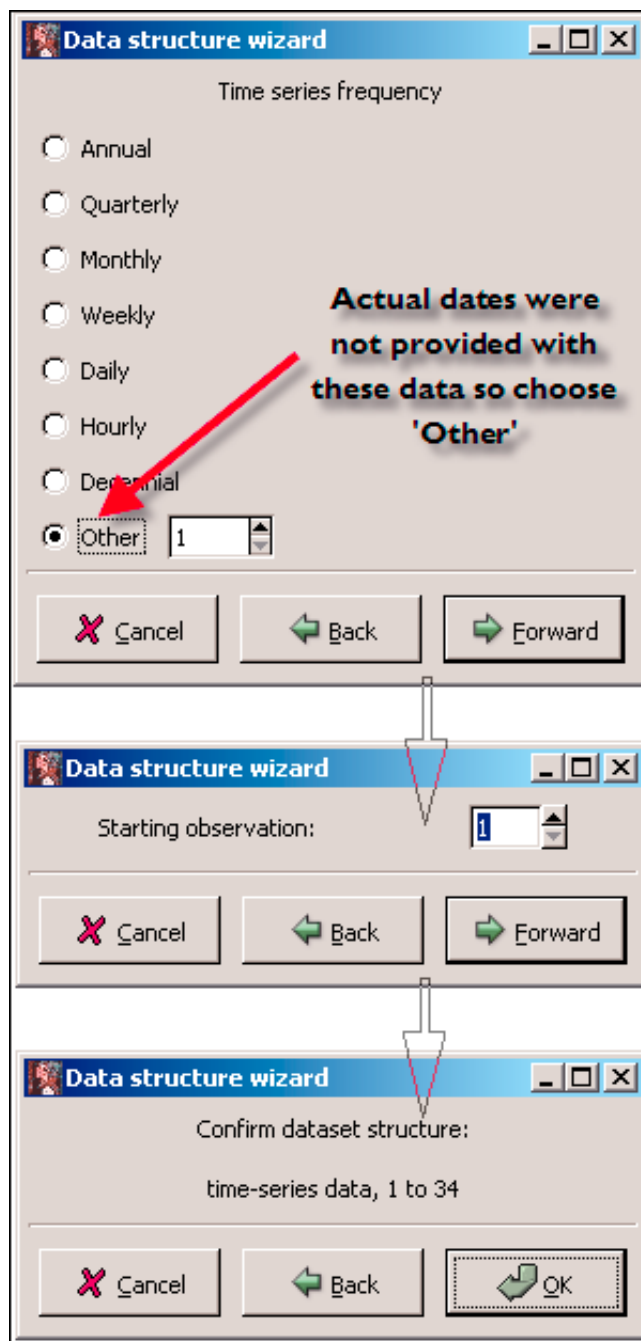 Data structure wizard
Time series frequency
Annual
Quarterly
Monthly
Weekly
Daily
Hourly
Decennial
Other 1
Actual dates were
not provided with
these data so choose
'Other'
Cancel Back Forward
Data structure wizard
Starting observation: 1
Cancel Back Forward
Data structure wizard
Confirm dataset structure:
time-series data, 1 to 34
Cancel Back OK